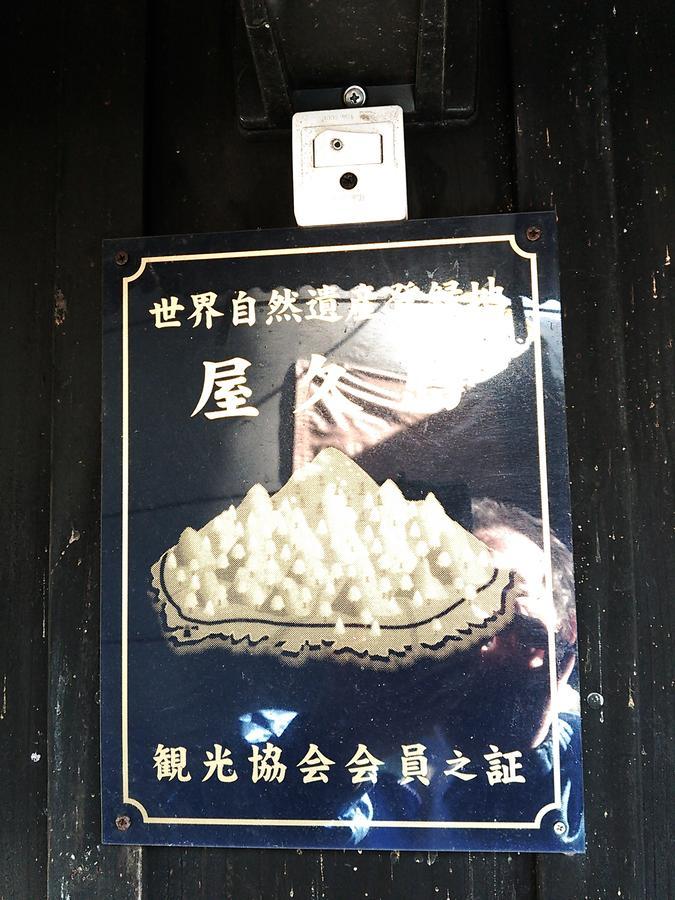 世界自然遺産登録地
屋久島
観光協会会員之証